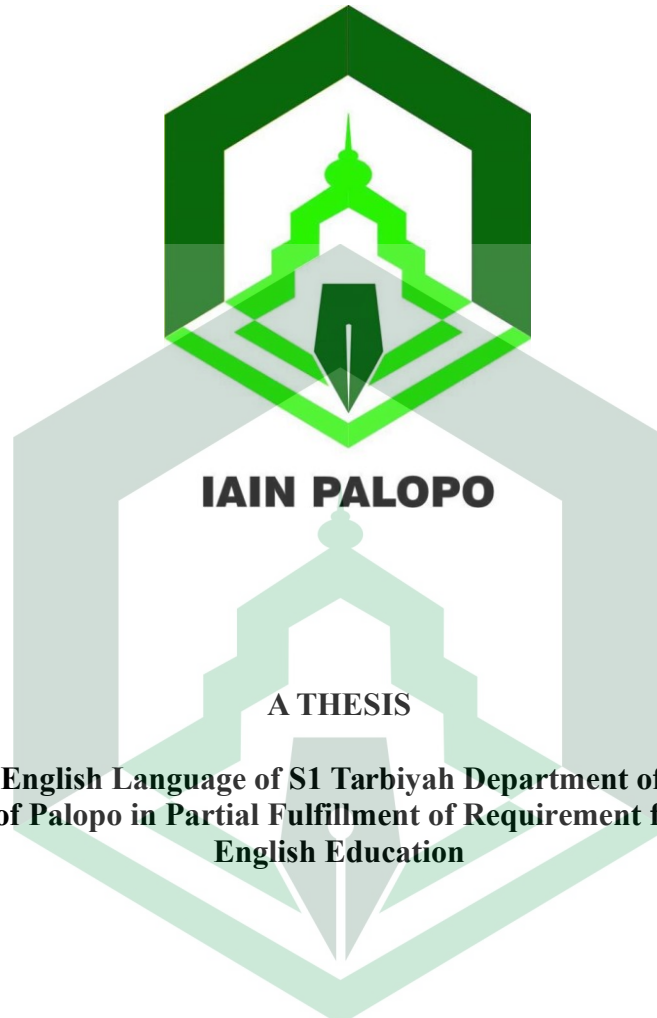 IAIN PALOPO
A THESIS
English Language of S1 Tarbiyah Department of
of Palopo in Partial Fulfillment of Requirement f
English Education